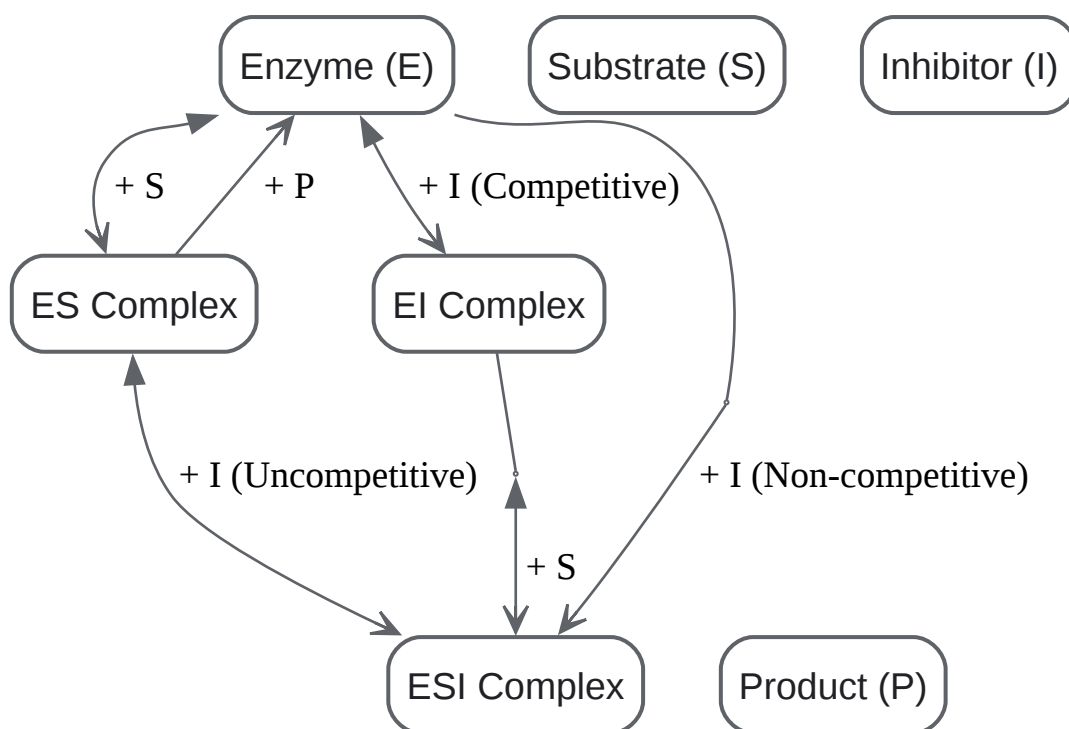 Enzyme (E)
Substrate (S)
Inhibitor (I)
+ S
+ P
+ I (Competitive)
ES Complex
EI Complex
+ I (Uncompetitive)
+ I (Non-competitive)
+ S
ESI Complex
Product (P)